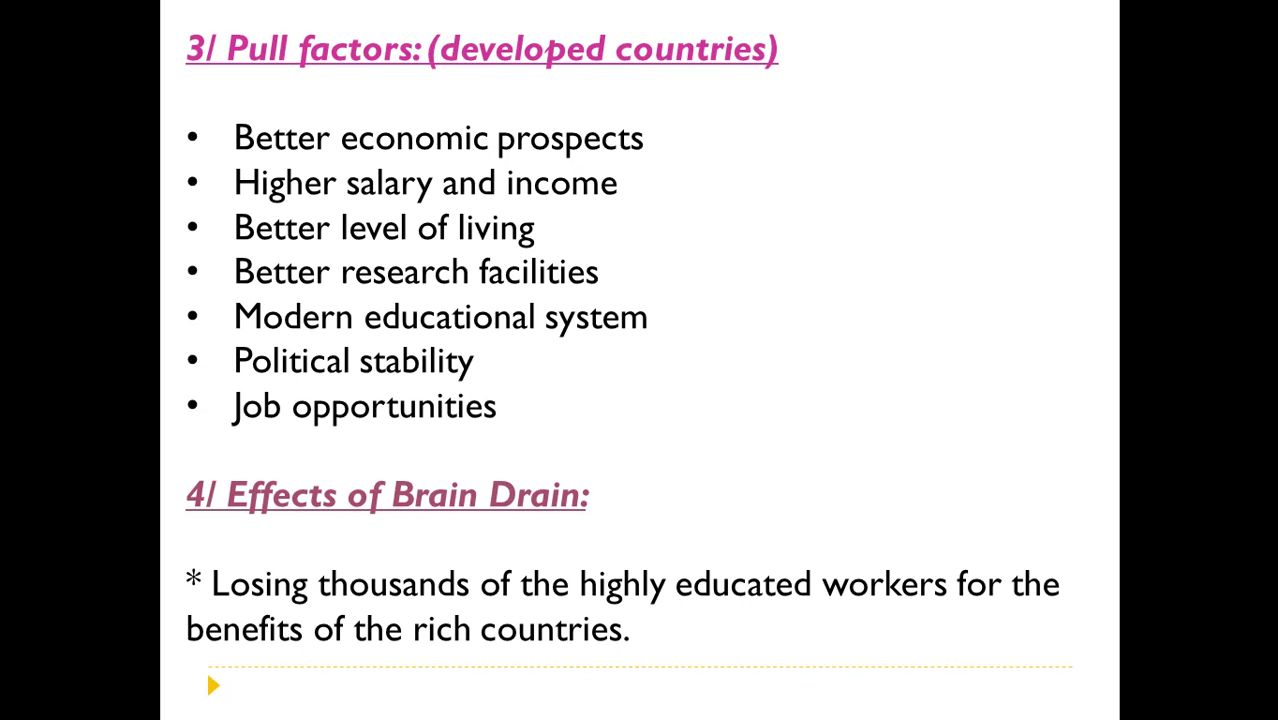 3/ Pull factors: (developed countries)
• Better economic prospects
• Higher salary and income
• Better level of living
• Better research facilities
• Modern educational system
• Political stability
• Job opportunities
4/ Effects of Brain Drain:
* Losing thousands of the highly educated workers for the
benefits of the rich countries.